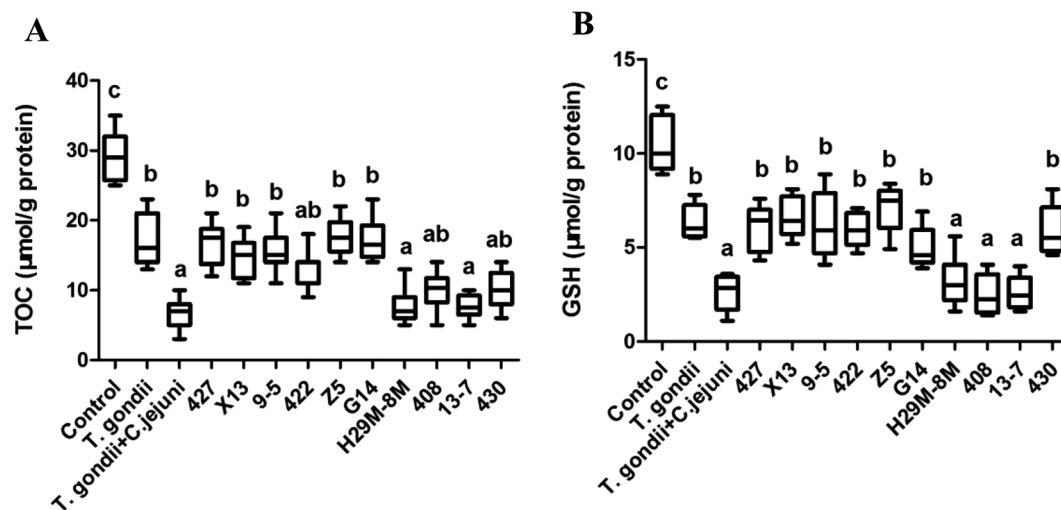 A
TOC (µmol/g protein)
40
30
20
10
0
c
b
a
b
b
b
ab
b
b
a
ab
a
ab
Control
T. gondii
T. gondii+C.jejuni
427
X13
9-5
422
Z5
G14
H29M-8M
408
13-7
430
B
GSH (µmol/g protein)
15
10
5
0
c
b
a
b
b
b
b
b
b
a
a
a
b
Control
T. gondii
T. gondii+C.jejuni
427
X13
9-5
422
Z5
G14
H29M-8M
408
13-7
430